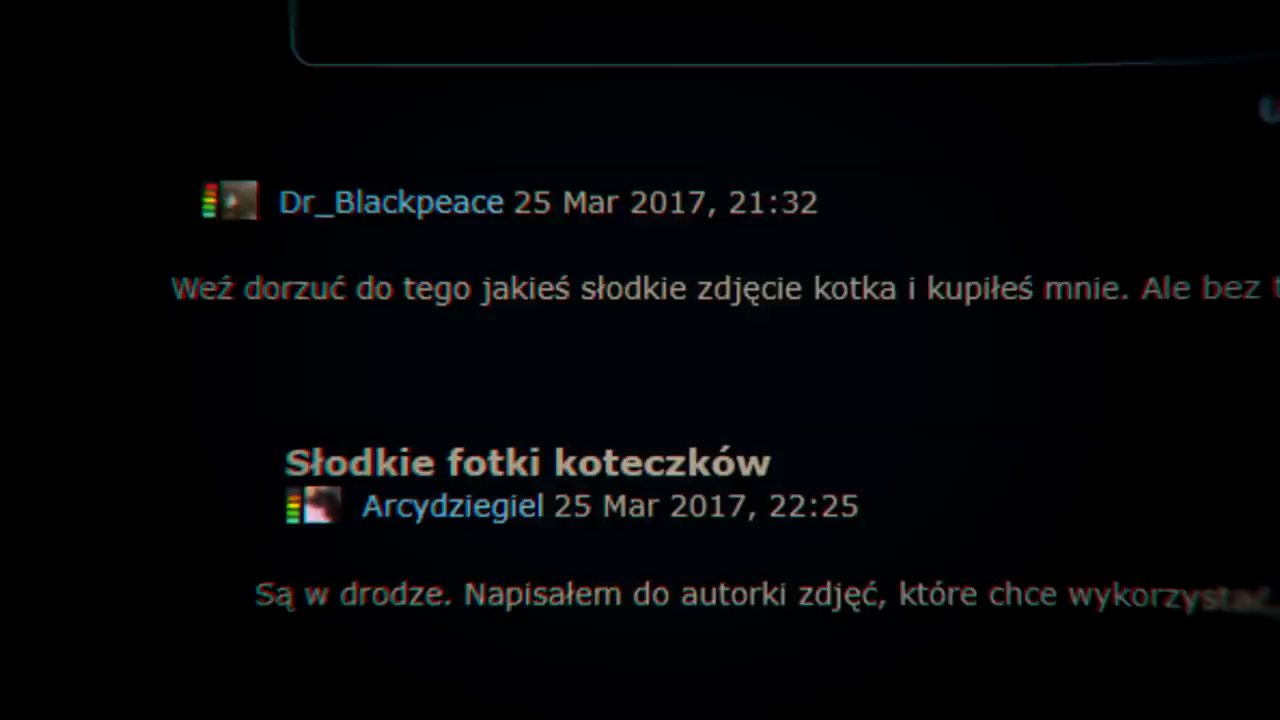 Dr_Blackpeace 25 Mar 2017, 21:32
Weź dorzuć do tego jakieś słodkie zdjęcie kotka i kupiłeś mnie. Ale bez
Słodkie fotki koteczków
Arcydziegiel 25 Mar 2017, 22:25
Są w drodze. Napisałem do autorki zdjęć, które chce wykorzystać.